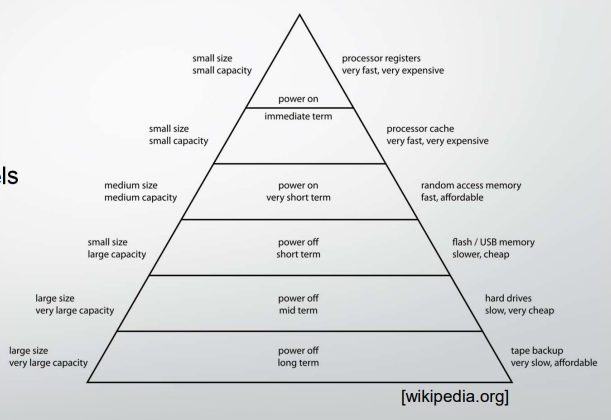 small size
small capacity
processor registers
very fast, very expensive
power on
immediate term
small size
small capacity
processor cache
very fast, very expensive
els
medium size
medium capacity
power on
very short term
random access memory
fast, affordable
small size
large capacity
power off
short term
flash / USB memory
slower, cheap
large size
very large capacity
power off
mid term
hard drives
slow, very cheap
large size
very large capacity
power off
long term
tape backup
very slow, affordable
[wikipedia.org]